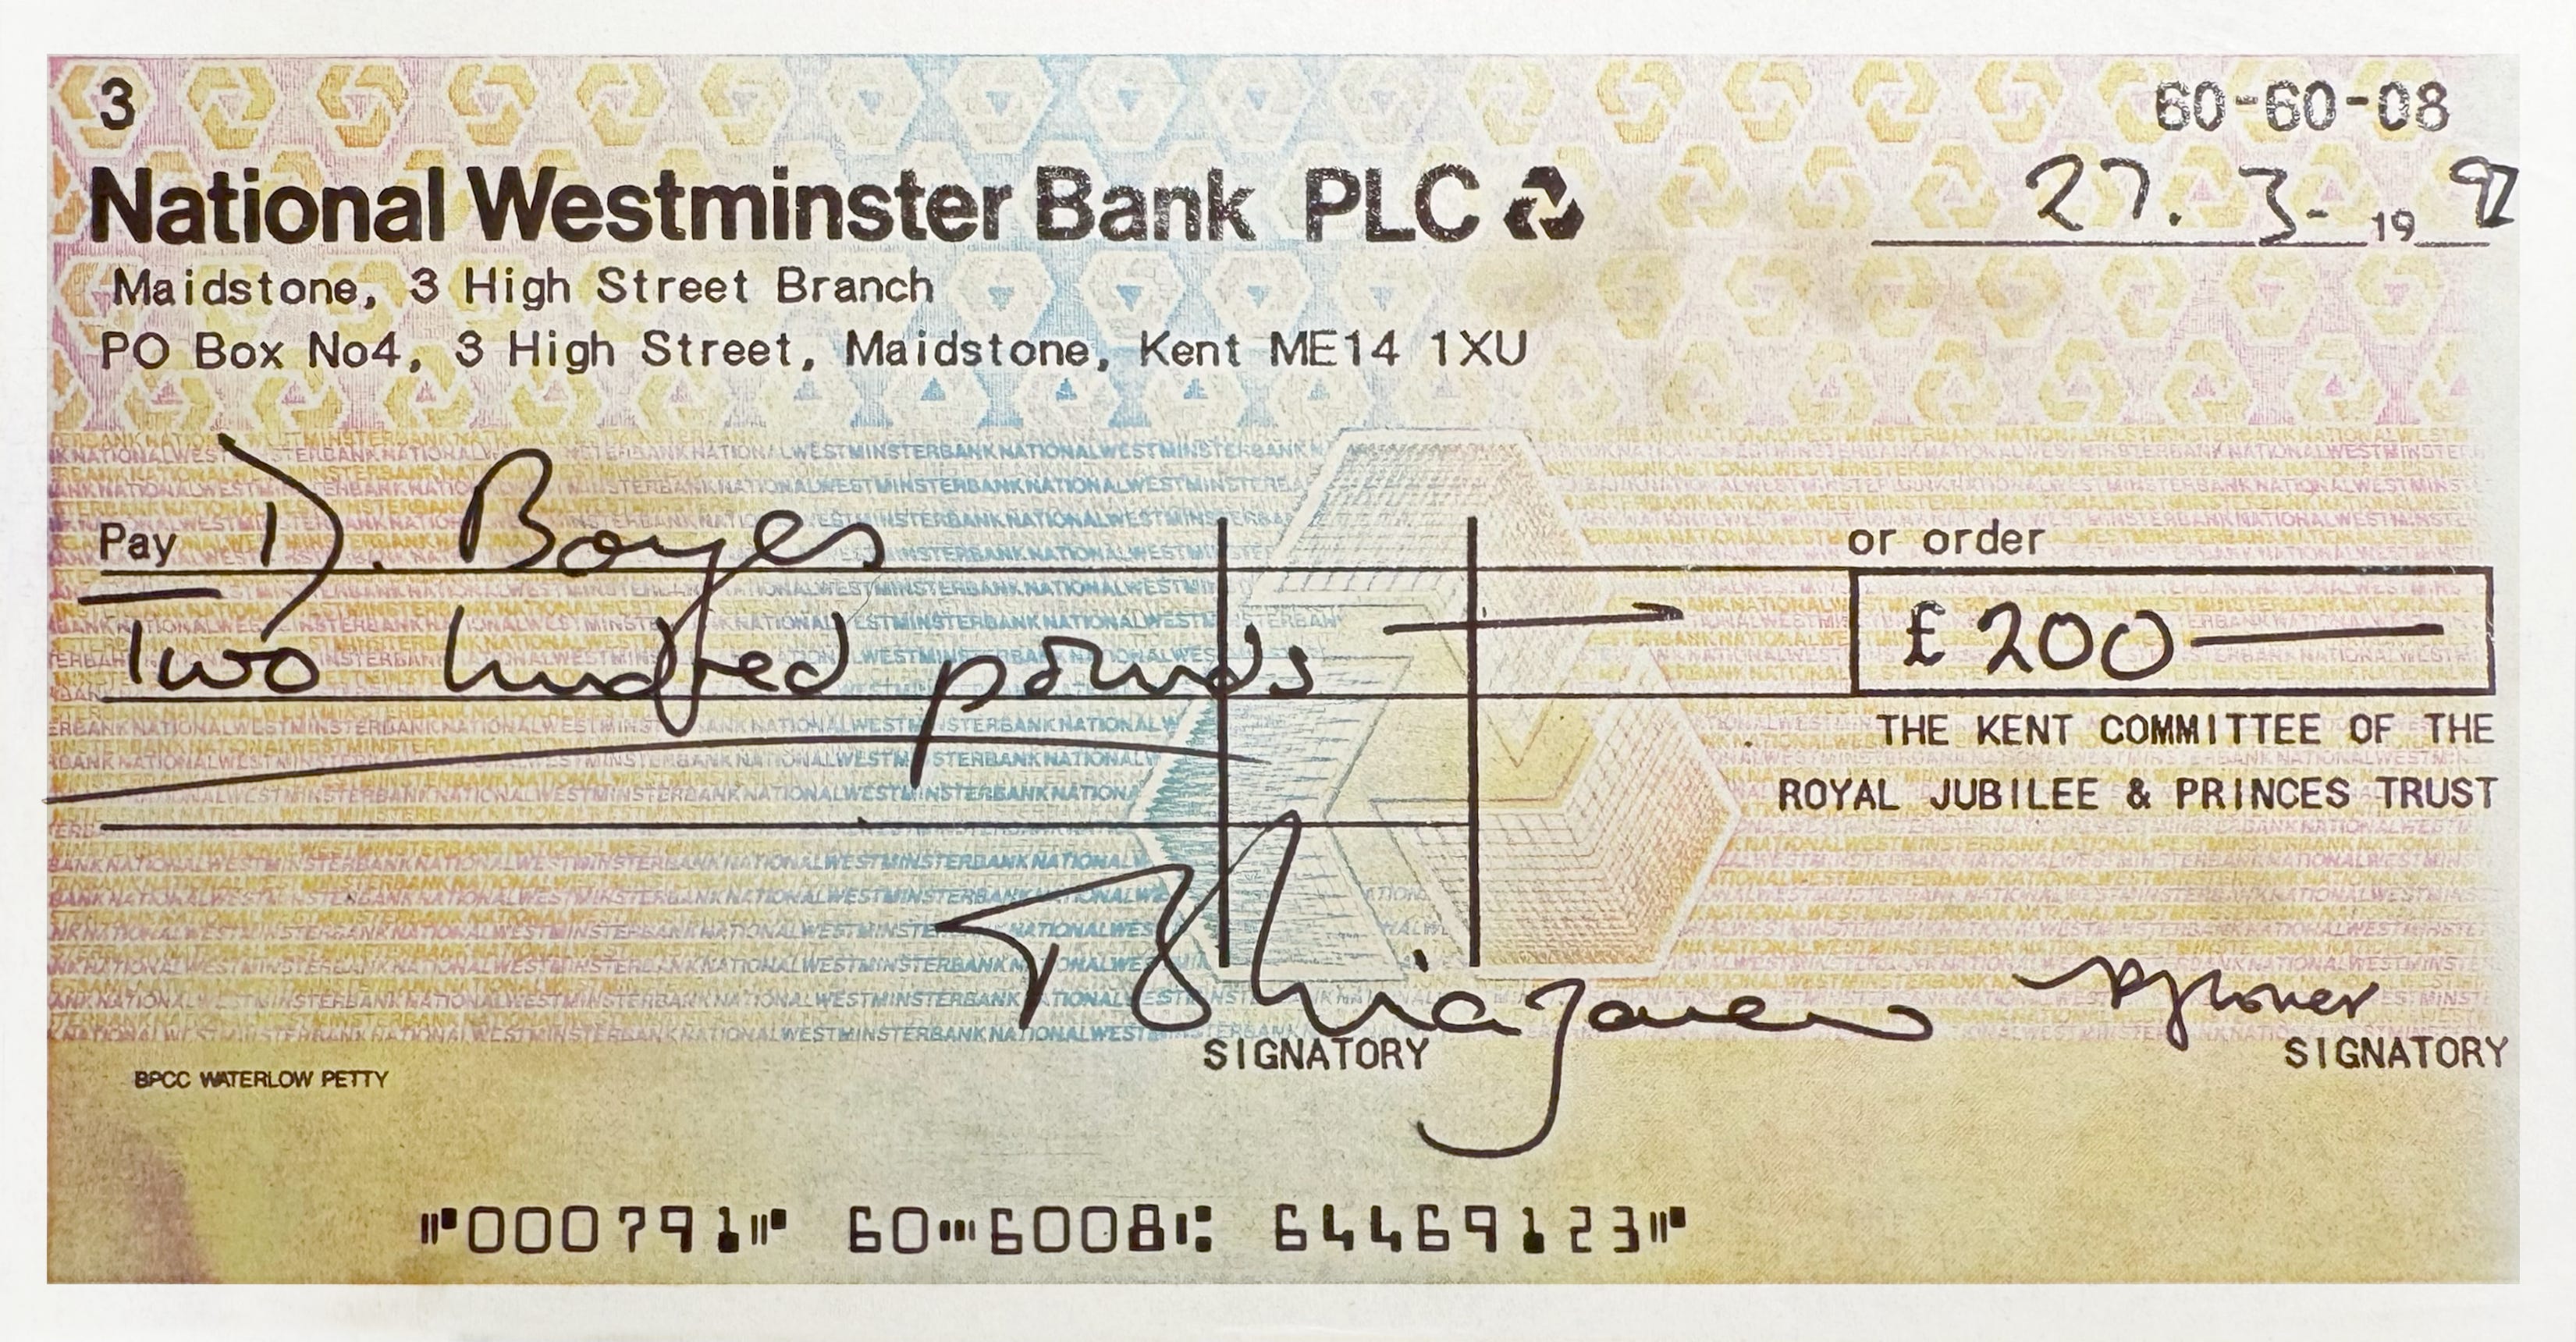 3 60-60-08
National Westminster Bank PLC
27. 3- 19 92
Maidstone, 3 High Street Branch
PO Box No4, 3 High Street, Maidstone, Kent ME14 1XU
Pay D. Boyes or order
Two hundred pounds £200
THE KENT COMMITTEE OF THE
ROYAL JUBILEE & PRINCES TRUST
SIGNATORY SIGNATORY
BPCC WATERLOW PETTY
000791 60-6008 64469123